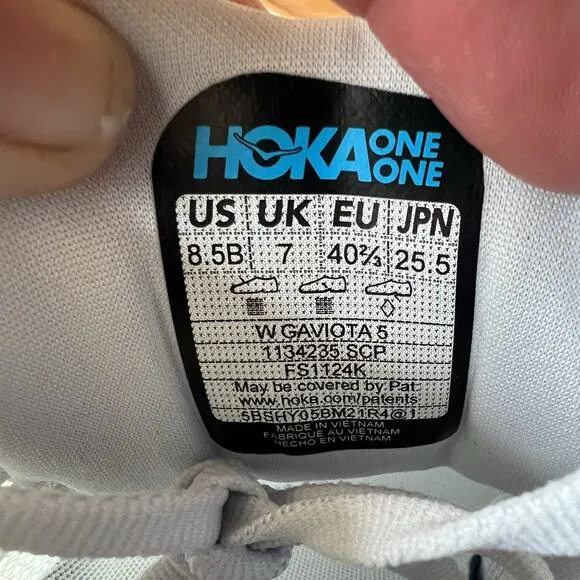 HOKA ONE ONE
US UK EU JPN
8.5B 7 40⅔ 25 5
W GAVIOTA 5
1134235 SCP
FS1124K
May be covered by Pat:
www.hoka.com/patents
5BSHY05BM21R4@1
MADE IN VIETNAM
FABRIQUE AU VIETNAM
HECHO EN VIETNAM